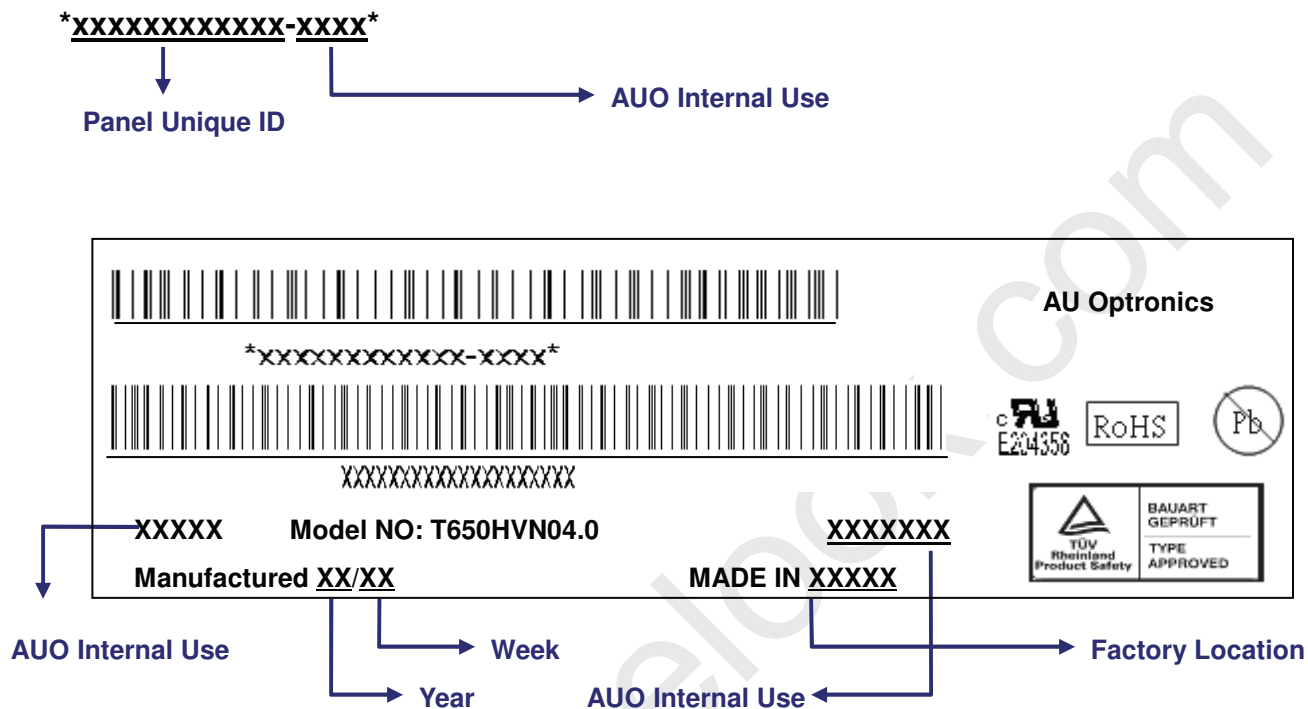 *xxxxxxxxxxxx-xxxx*
AUO Internal Use
Panel Unique ID
AU Optronics
*xxxxxxxxxxxx-xxxx*
c
E204356
RoHS
Pb
XXXXXXXXXXXXXXXXXXXX
XXXXX Model NO: T650HVN04.0 XXXXXXX
BAUART
GEPRÜFT
TÜV
Rheinland
Product Safety
TYPE
APPROVED
Manufactured XX/XX MADE IN XXXXX
AUO Internal Use
Week
Factory Location
Year
AUO Internal Use